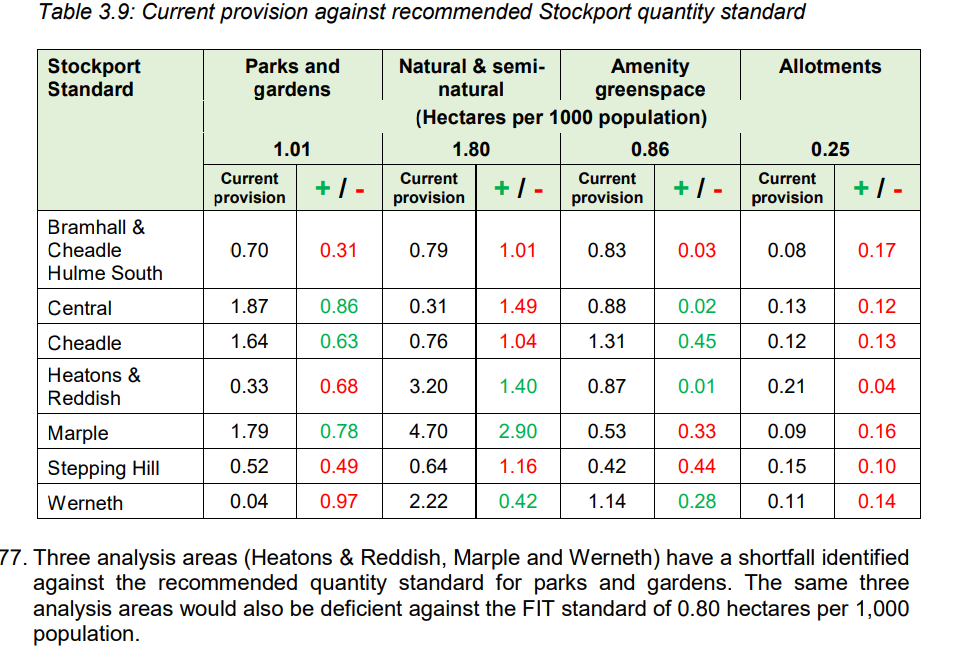 Table 3.9: Current provision against recommended Stockport quantity standard
Stockport Standard | Parks and gardens | Natural & semi-natural | Amenity greenspace | Allotments
(Hectares per 1000 population)
1.01 | 1.80 | 0.86 | 0.25
Current provision | + / - | Current provision | + / - | Current provision | + / - | Current provision | + / -
Bramhall & Cheadle Hulme South | 0.70 | 0.31 | 0.79 | 1.01 | 0.83 | 0.03 | 0.08 | 0.17
Central | 1.87 | 0.86 | 0.31 | 1.49 | 0.88 | 0.02 | 0.13 | 0.12
Cheadle | 1.64 | 0.63 | 0.76 | 1.04 | 1.31 | 0.45 | 0.12 | 0.13
Heatons & Reddish | 0.33 | 0.68 | 3.20 | 1.40 | 0.87 | 0.01 | 0.21 | 0.04
Marple | 1.79 | 0.78 | 4.70 | 2.90 | 0.53 | 0.33 | 0.09 | 0.16
Stepping Hill | 0.52 | 0.49 | 0.64 | 1.16 | 0.42 | 0.44 | 0.15 | 0.10
Werneth | 0.04 | 0.97 | 2.22 | 0.42 | 1.14 | 0.28 | 0.11 | 0.14
77. Three analysis areas (Heatons & Reddish, Marple and Werneth) have a shortfall identified
against the recommended quantity standard for parks and gardens. The same three
analysis areas would also be deficient against the FIT standard of 0.80 hectares per 1,000
population.